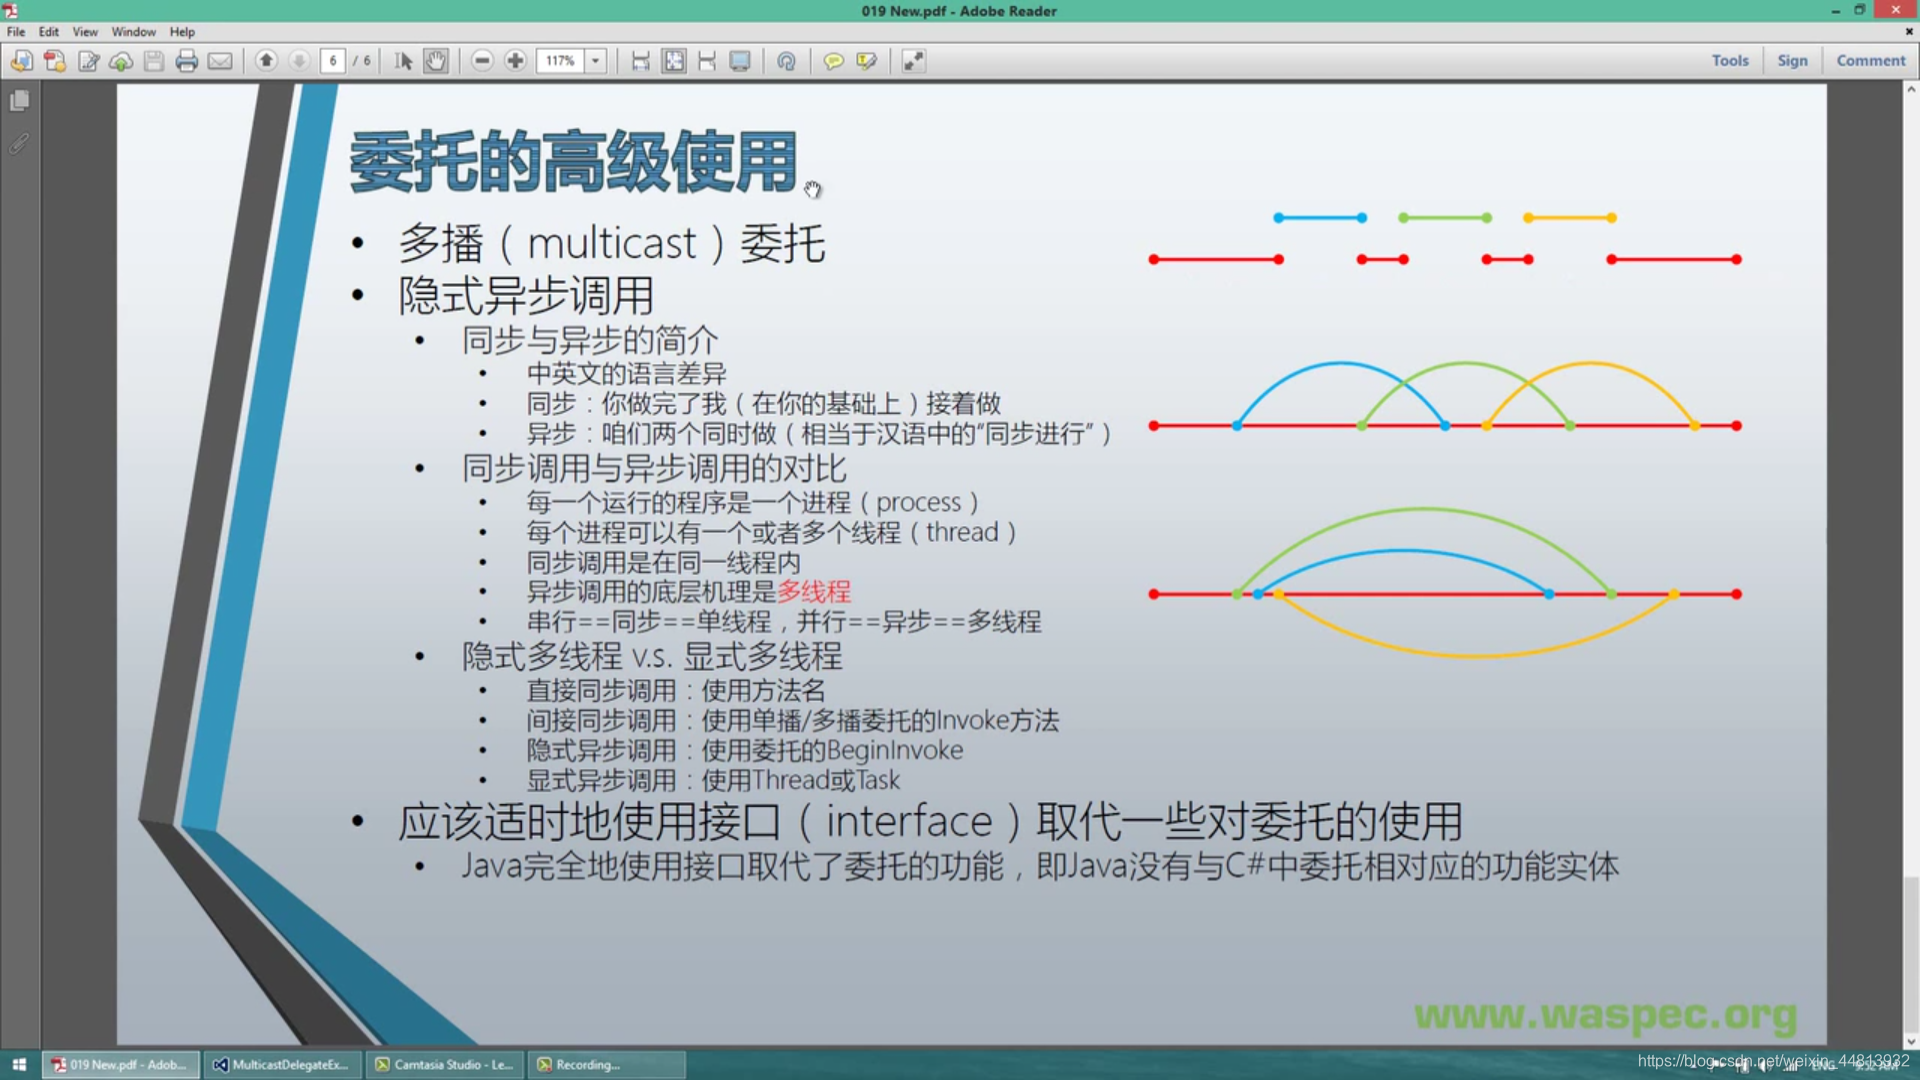 019 New.pdf - Adobe Reader
File Edit View Window Help
6 / 6 117% Tools Sign Comment
委托的高级使用
• 多播（multicast）委托
• 隐式异步调用
• 同步与异步的简介
• 中英文的语言差异
• 同步：你做完了我（在你的基础上）接着做
• 异步：咱们两个同时做（相当于汉语中的“同步进行”）
• 同步调用与异步调用的对比
• 每一个运行的程序是一个进程（process）
• 每个进程可以有一个或者多个线程（thread）
• 同步调用是在同一线程内
• 异步调用的底层机理是多线程
• 串行==同步==单线程，并行==异步==多线程
• 隐式多线程 v.s. 显式多线程
• 直接同步调用：使用方法名
• 间接同步调用：使用单播/多播委托的Invoke方法
• 隐式异步调用：使用委托的BeginInvoke
• 显式异步调用：使用Thread或Task
• 应该适时地使用接口（interface）取代一些对委托的使用
• Java完全地使用接口取代了委托的功能，即Java没有与C#中委托相对应的功能实体
www.waspec.org
019 New.pdf - Adob... MulticastDelegateEx... Camtasia Studio - Le... Recording...
https://blog.csdn.net/weixin_44813932